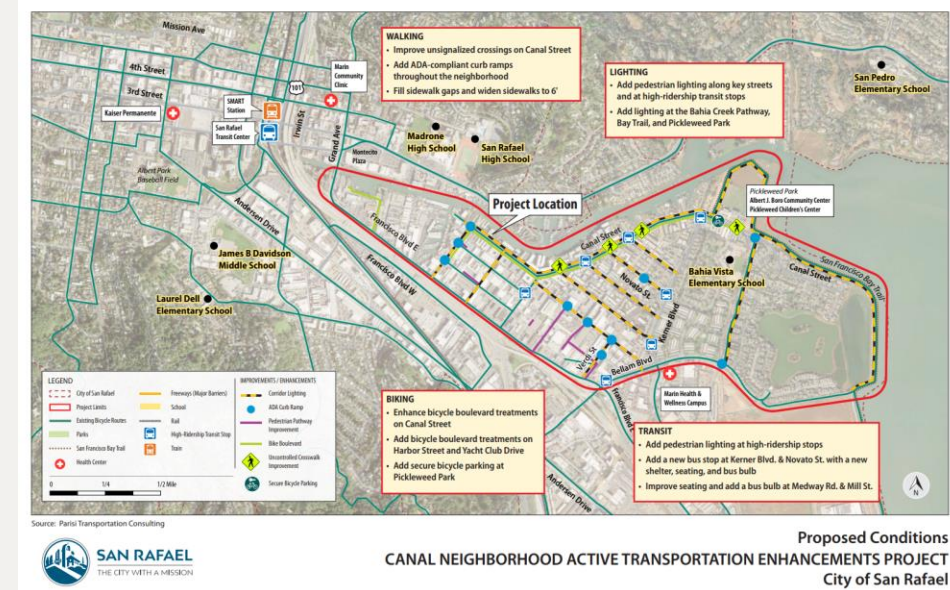 Mission Ave
4th Street
3rd Street
Kaiser Permanente
SMART
Station
San Rafael
Transit Center
101
Irwin St
Grand Ave
Marin
Community
Clinic
Montecito
Plaza
Albert Park
Baseball Field
Andersen Drive
James B Davidson
Middle School
Laurel Dell
Elementary School
WALKING
• Improve unsignalized crossings on Canal Street
• Add ADA-compliant curb ramps
throughout the neighborhood
• Fill sidewalk gaps and widen sidewalks to 6'
LIGHTING
• Add pedestrian lighting along key streets
and at high-ridership transit stops
• Add lighting at the Bahia Creek Pathway,
Bay Trail, and Pickleweed Park
San Pedro
Elementary School
Madrone
High School
San Rafael
High School
Project Location
Pickleweed Park
Albert J. Boro Community Center
Pickleweed Children's Center
Francisco Blvd E
Francisco Blvd W
Canal Street
Novato St.
Kerner Blvd
Bahia Vista
Elementary School
San Francisco Bay Trail
Canal Street
Verdi St
Bellam Blvd
Francisco Blvd E
Marin Health &
Wellness Campus
Andersen Drive
LEGEND
City of San Rafael
Project Limits
Existing Bicycle Routes
Parks
San Francisco Bay Trail
Health Center
Freeways (Major Barriers)
School
Rail
High-Ridership Transit Stop
Train
IMPROVEMENTS / ENHANCEMENTS
Corridor Lighting
ADA Curb Ramp
Pedestrian Pathway
Improvement
Bike Boulevard
Uncontrolled Crosswalk
Improvement
Secure Bicycle Parking
0 1/4 1/2 Mile
BIKING
• Enhance bicycle boulevard treatments
on Canal Street
• Add bicycle boulevard treatments on
Harbor Street and Yacht Club Drive
• Add secure bicycle parking at
Pickleweed Park
TRANSIT
• Add pedestrian lighting at high-ridership stops
• Add a new bus stop at Kerner Blvd. & Novato St. with a new
shelter, seating, and bus bulb
• Improve seating and add a bus bulb at Medway Rd. & Mill St.
N
Source: Parisi Transportation Consulting
SAN RAFAEL
THE CITY WITH A MISSION
Proposed Conditions
CANAL NEIGHBORHOOD ACTIVE TRANSPORTATION ENHANCEMENTS PROJECT
City of San Rafael